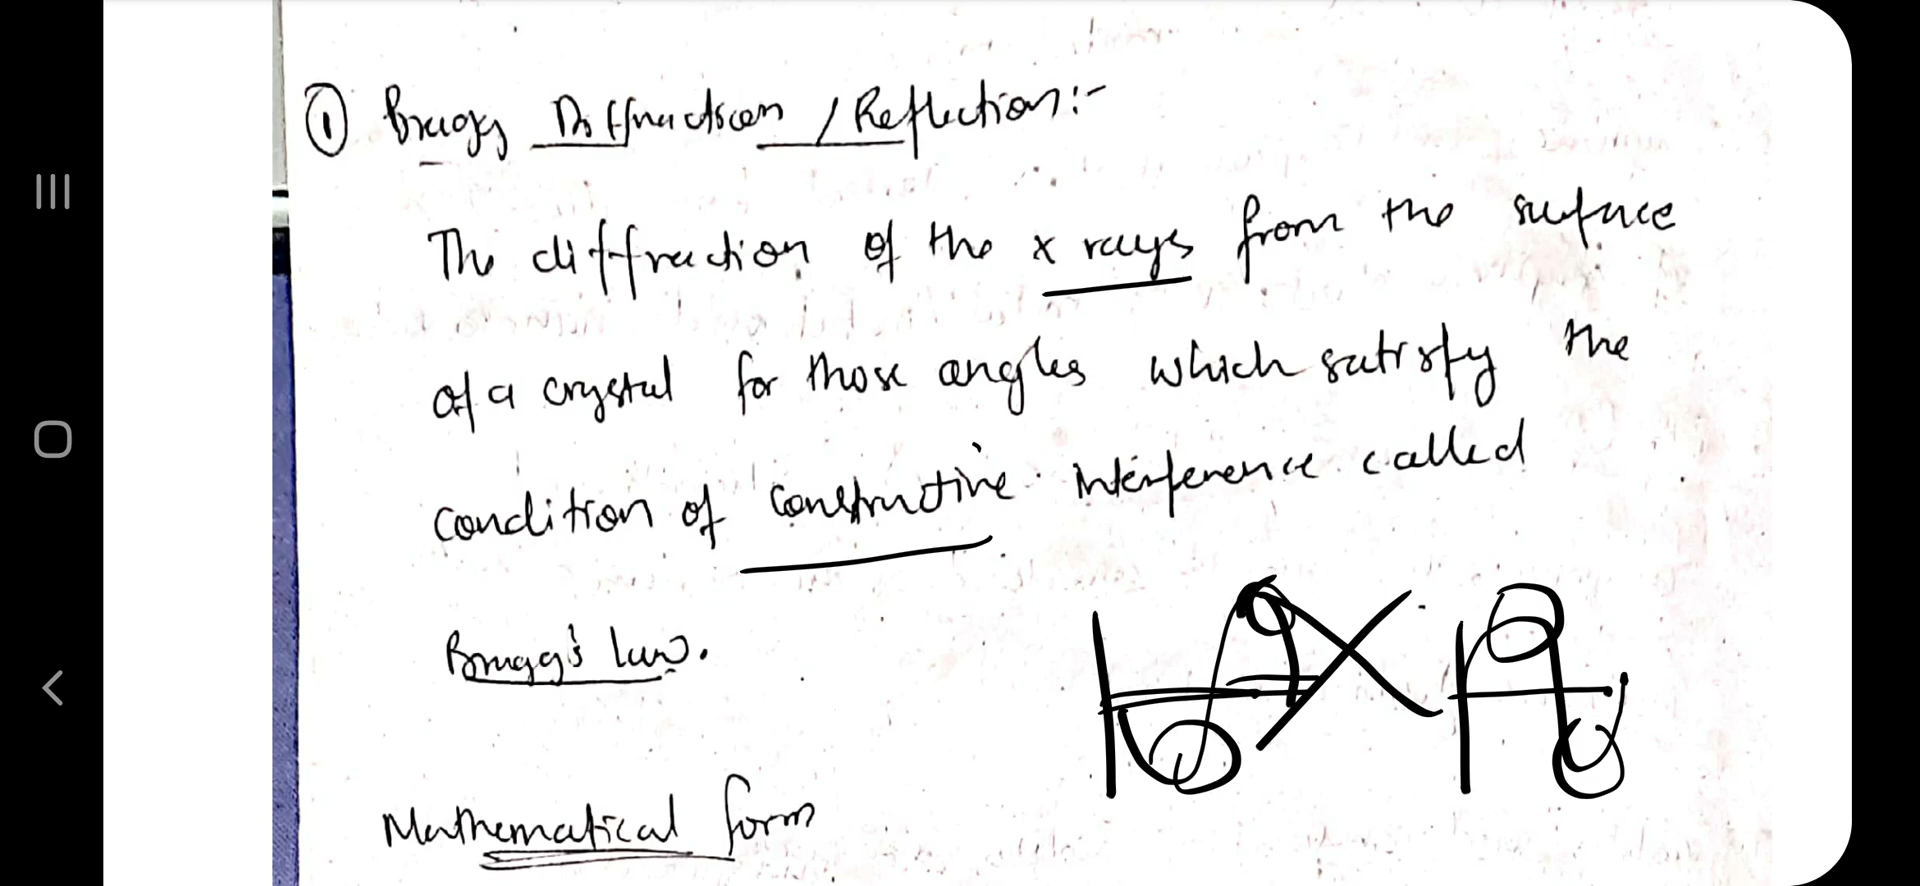 ① Bragg Diffraction / Reflection:-
The diffraction of the x rays from the surface
of a crystal for those angles which satisfy the
condition of constructive interference called
Bragg's law.
Mathematical form